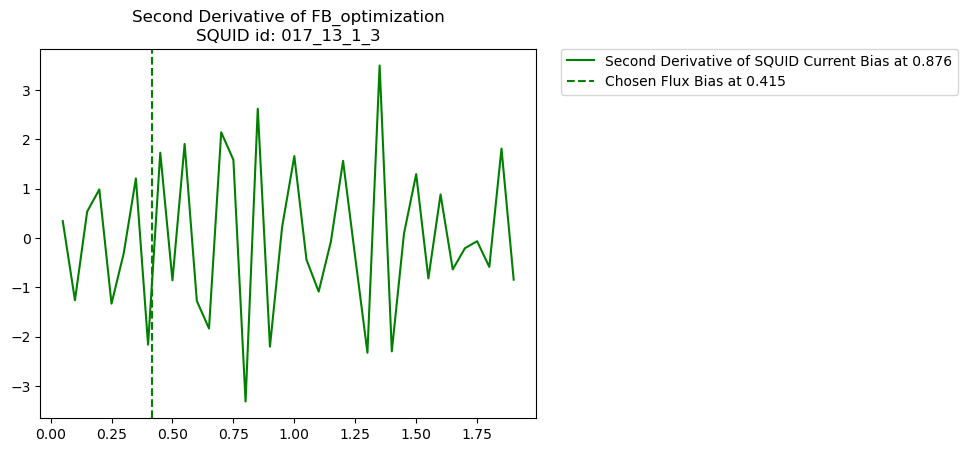 Second Derivative of FB_optimization
SQUID id: 017_13_1_3
Second Derivative of SQUID Current Bias at 0.876
Chosen Flux Bias at 0.415
3
2
1
0
−1
−2
−3
0.00 0.25 0.50 0.75 1.00 1.25 1.50 1.75